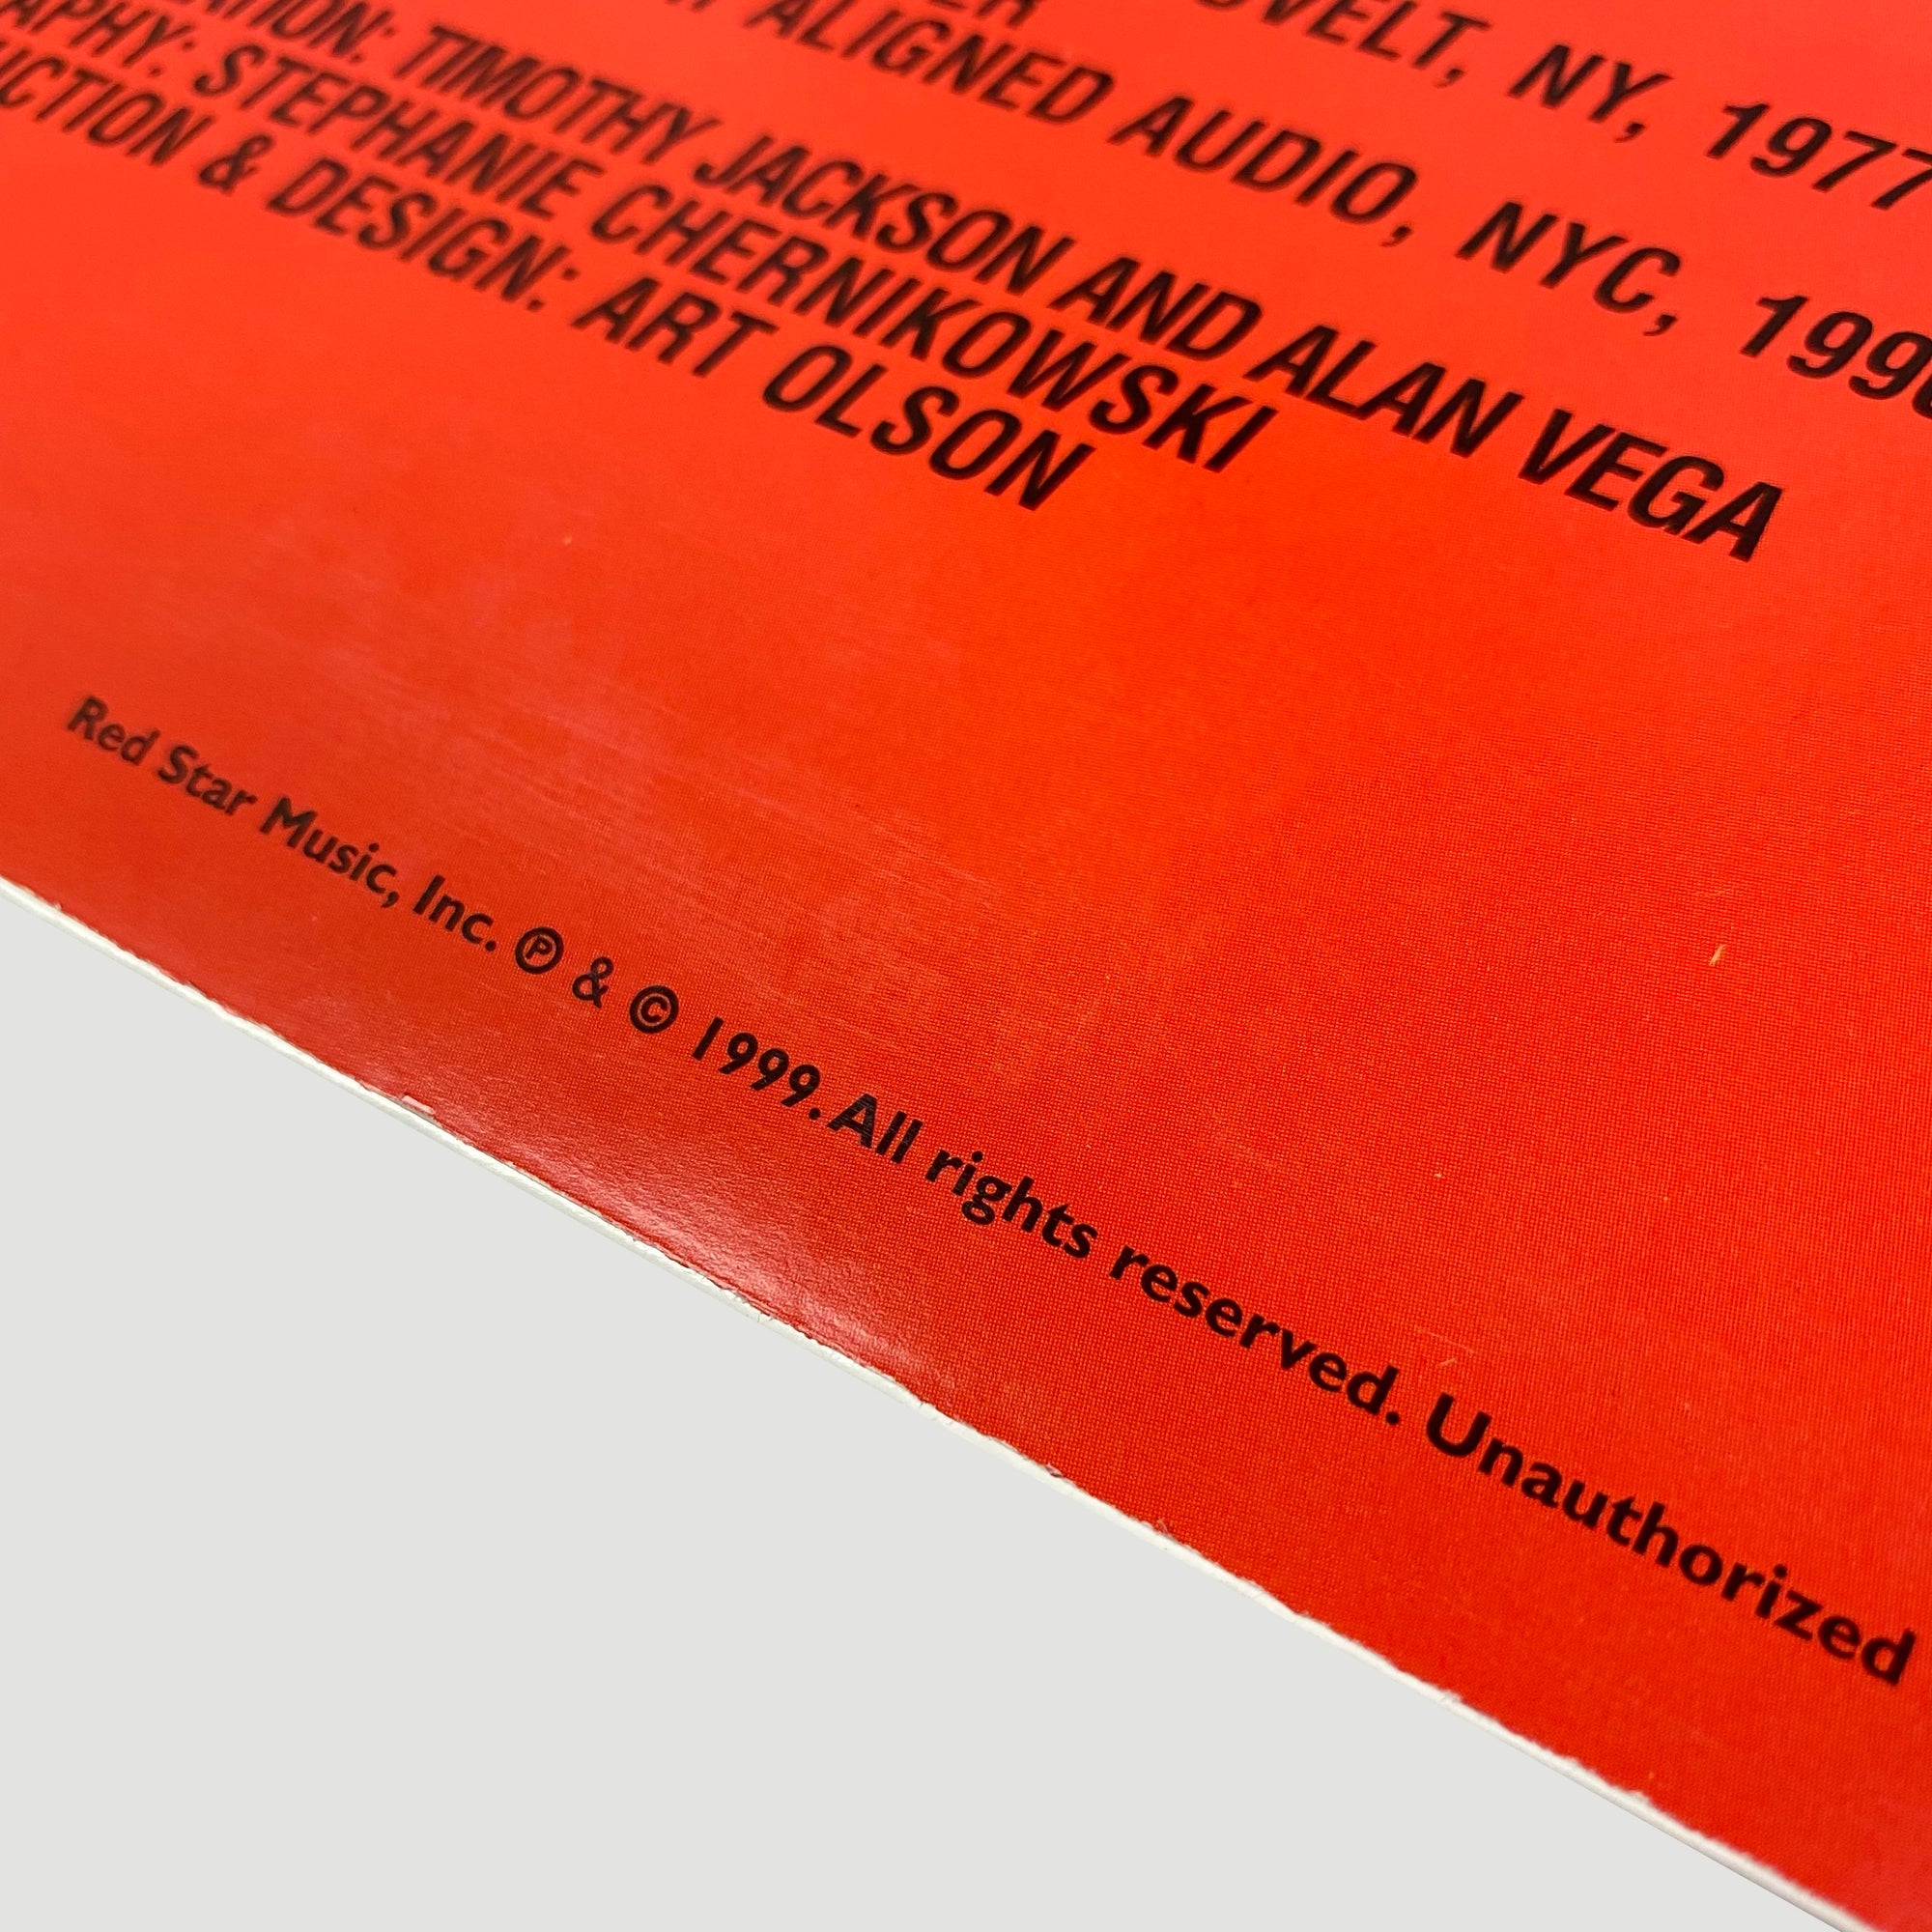 NY, 1977
ALIGNED AUDIO, NYC,
TIMOTHY JACKSON AND ALAN VEGA
STEPHANIE CHERNIKOWSKI
& DESIGN: ART OLSON
Red Star Music, Inc. ℗ & © 1999. All rights reserved. Unauthorized